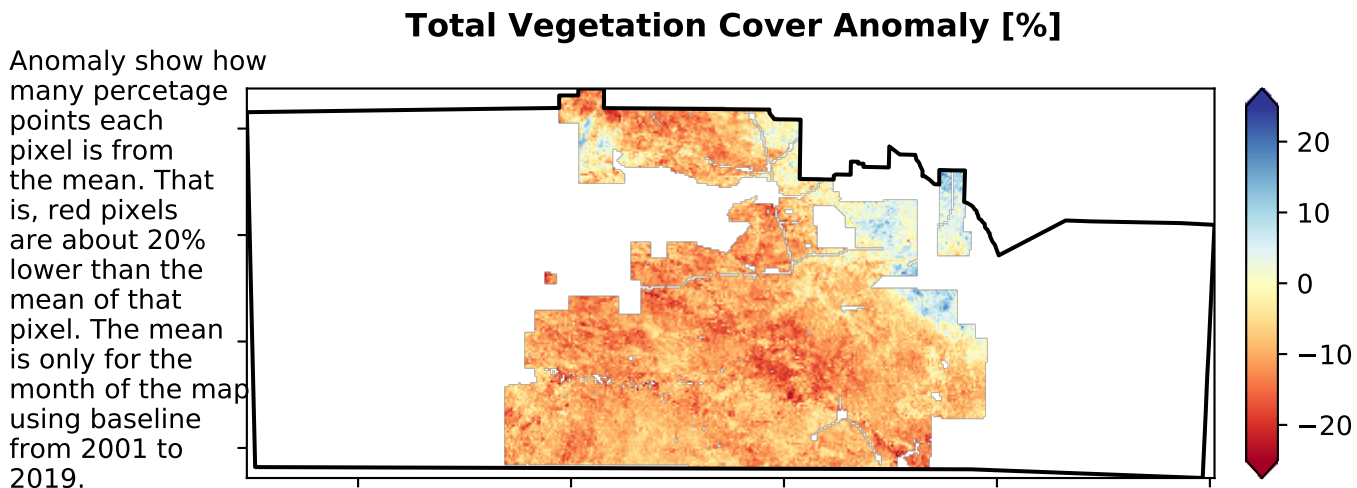 Total Vegetation Cover Anomaly [%]
Anomaly show how
many percetage
points each
pixel is from
the mean. That
is, red pixels
are about 20%
lower than the
mean of that
pixel. The mean
is only for the
month of the map
using baseline
from 2001 to
2019.
20
10
0
−10
−20